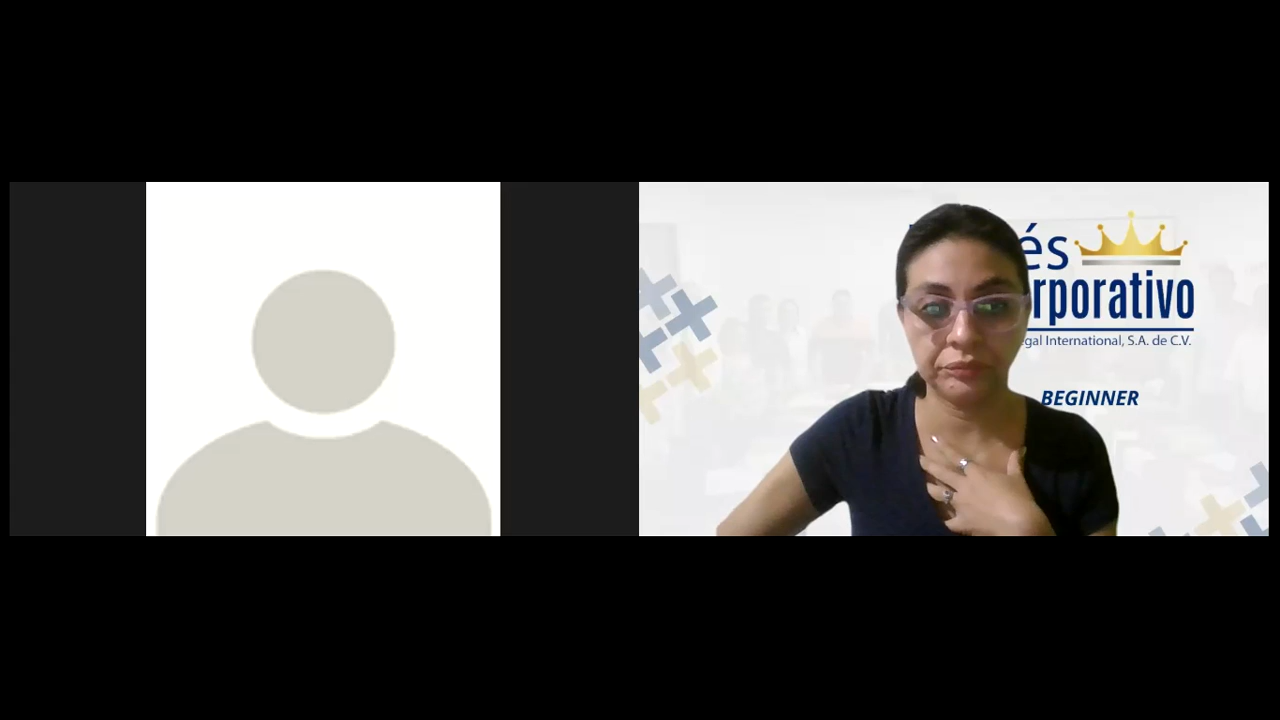 és
rporativo
gal International, S.A. de C.V.
BEGINNER